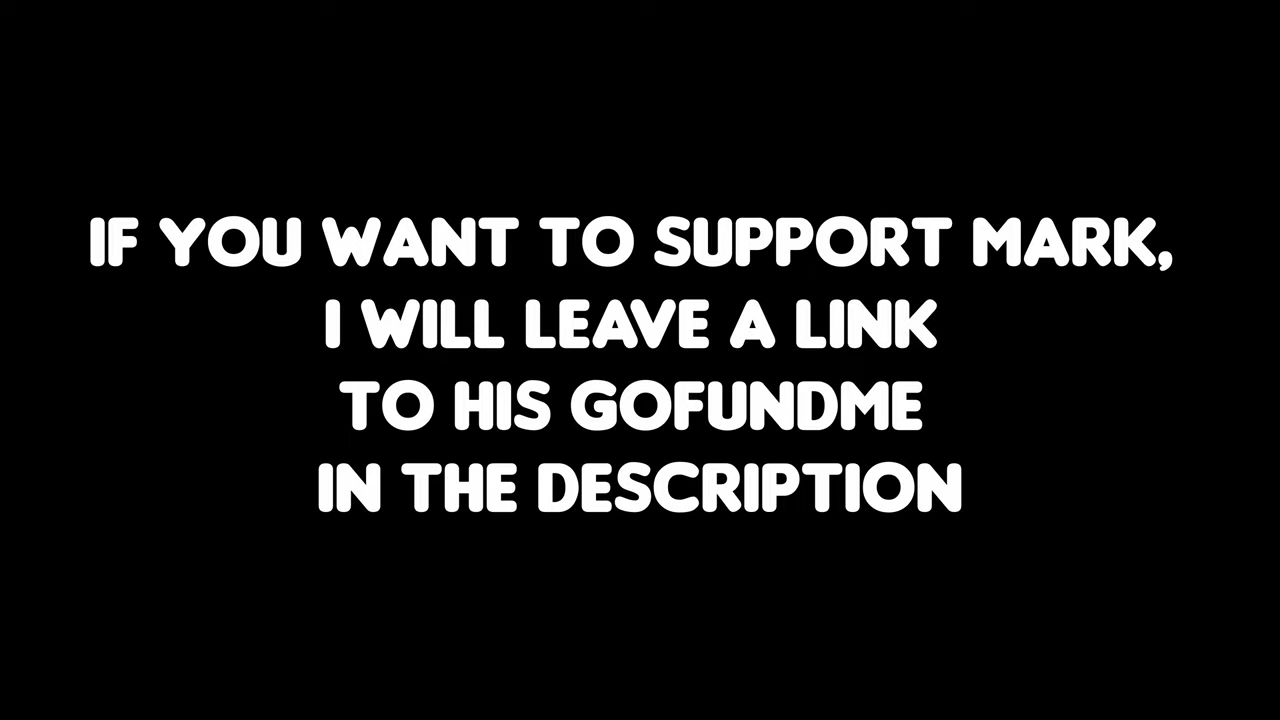 IF YOU WANT TO SUPPORT MARK,
I WILL LEAVE A LINK
TO HIS GOFUNDME
IN THE DESCRIPTION